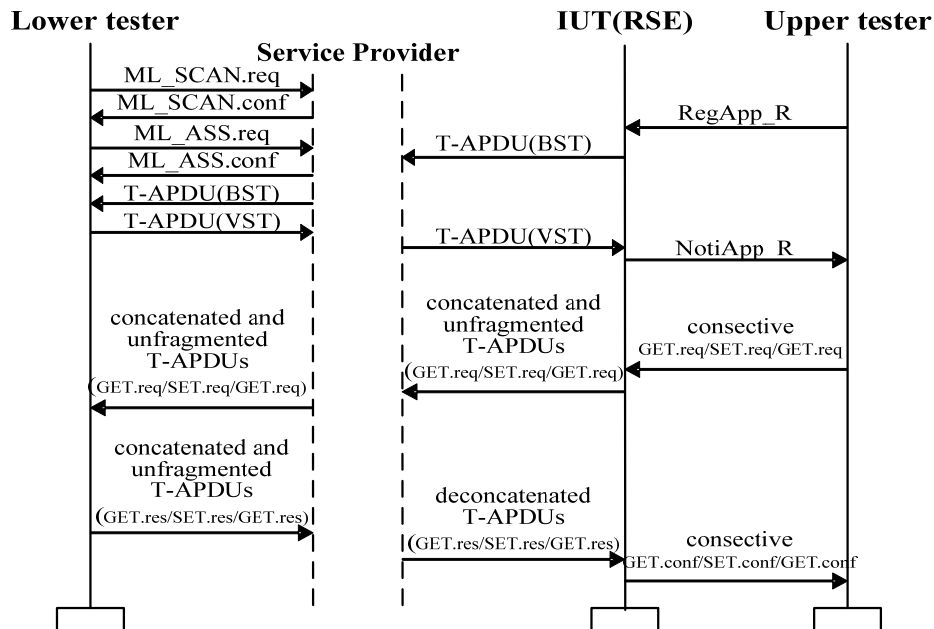 Lower tester
Service Provider
IUT(RSE)
Upper tester
ML_SCAN.req
ML_SCAN.conf
RegApp_R
ML_ASS.req
T-APDU(BST)
ML_ASS.conf
T-APDU(BST)
T-APDU(VST)
T-APDU(VST)
NotiApp_R
concatenated and
unfragmented
T-APDUs
(GET.req/SET.req/GET.req)
concatenated and
unfragmented
T-APDUs
(GET.req/SET.req/GET.req)
consective
GET.req/SET.req/GET.req
concatenated and
unfragmented
T-APDUs
(GET.res/SET.res/GET.res)
deconcatenated
T-APDUs
(GET.res/SET.res/GET.res)
consective
GET.conf/SET.conf/GET.conf